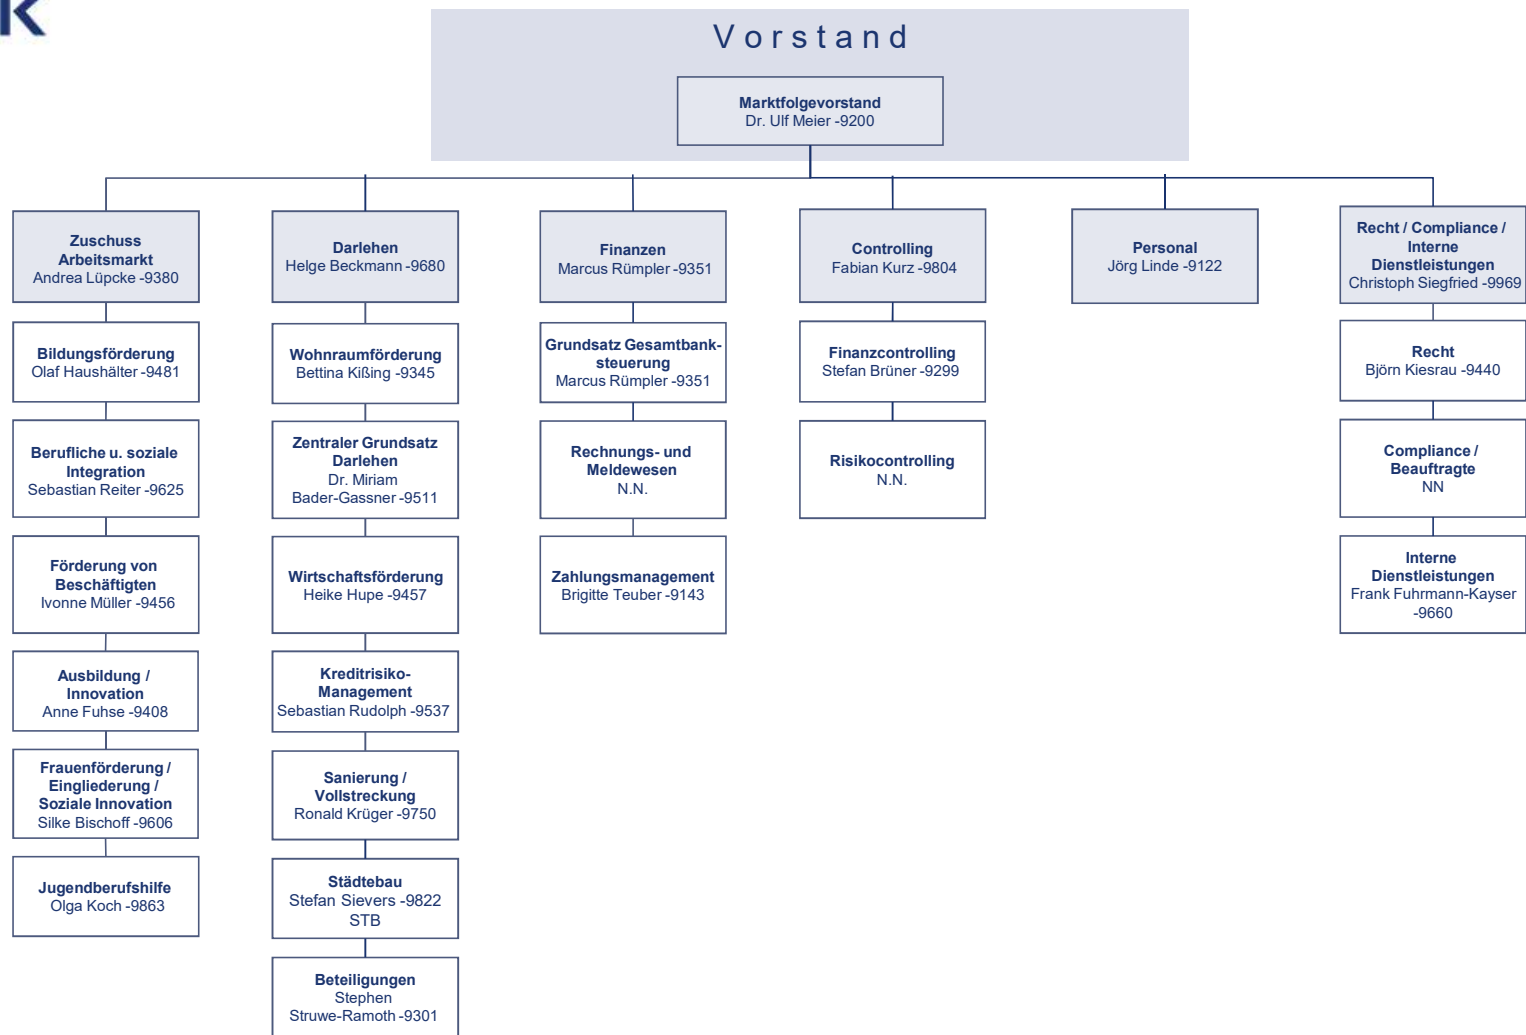 K
Vorstand
Marktfolgevorstand
Dr. Ulf Meier -9200
Zuschuss
Arbeitsmarkt
Andrea Lüpcke -9380
Bildungsförderung
Olaf Haushälter -9481
Berufliche u. soziale
Integration
Sebastian Reiter -9625
Förderung von
Beschäftigten
Ivonne Müller -9456
Ausbildung /
Innovation
Anne Fuhse -9408
Frauenförderung /
Eingliederung /
Soziale Innovation
Silke Bischoff -9606
Jugendberufshilfe
Olga Koch -9863
Darlehen
Helge Beckmann -9680
Wohnraumförderung
Bettina Kißing -9345
Zentraler Grundsatz
Darlehen
Dr. Miriam
Bader-Gassner -9511
Wirtschaftsförderung
Heike Hupe -9457
Kreditrisiko-
Management
Sebastian Rudolph -9537
Sanierung /
Vollstreckung
Ronald Krüger -9750
Städtebau
Stefan Sievers -9822
STB
Beteiligungen
Stephen
Struwe-Ramoth -9301
Finanzen
Marcus Rümpler -9351
Grundsatz Gesamtbank-
steuerung
Marcus Rümpler -9351
Rechnungs- und
Meldewesen
N.N.
Zahlungsmanagement
Brigitte Teuber -9143
Controlling
Fabian Kurz -9804
Finanzcontrolling
Stefan Brüner -9299
Risikocontrolling
N.N.
Personal
Jörg Linde -9122
Recht / Compliance /
Interne
Dienstleistungen
Christoph Siegfried -9969
Recht
Björn Kiesrau -9440
Compliance /
Beauftragte
NN
Interne
Dienstleistungen
Frank Fuhrmann-Kayser
-9660